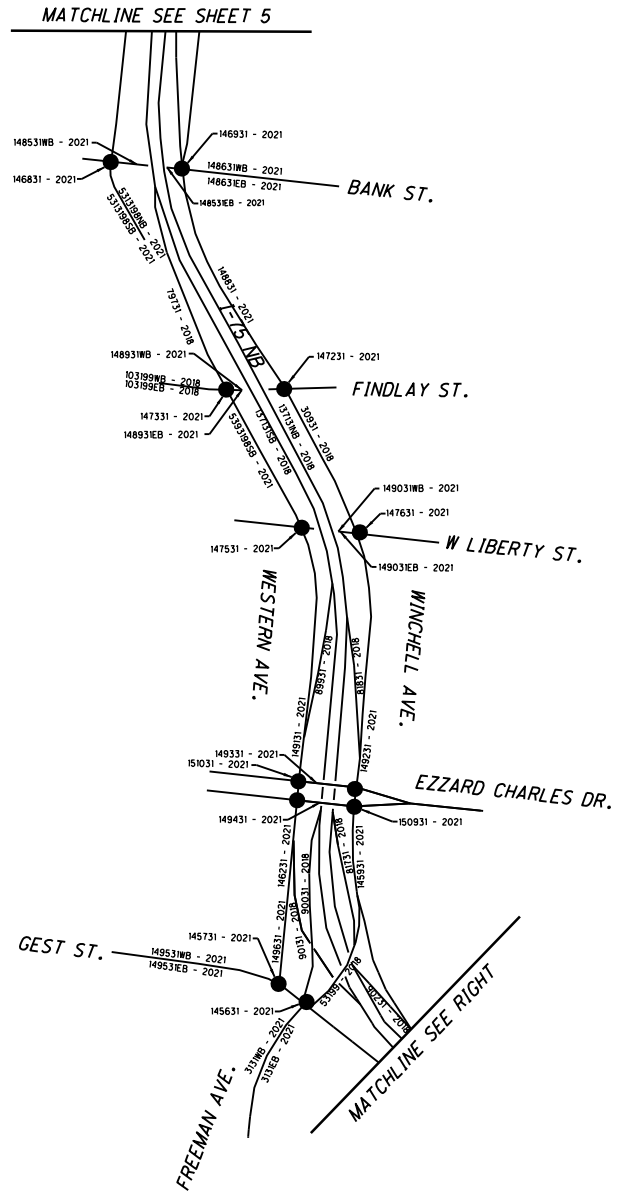 MATCHLINE SEE SHEET 5
148531WB - 2021
146931 - 2021
146831 - 2021
148631WB - 2021
148631EB - 2021
BANK ST.
148531EB - 2021
5313198NB - 2021
5313198SB - 2021
148831 - 2021
79731 - 2018
I-75 NB
148931WB - 2021
147231 - 2021
103199WB - 2018
103199EB - 2018
FINDLAY ST.
147331 - 2021
148931EB - 2021
5393198SB - 2021
137131SB - 2018
137131NB - 2018
30931 - 2018
149031WB - 2021
147631 - 2021
147531 - 2021
W LIBERTY ST.
149031EB - 2021
WESTERN AVE.
WINCHELL AVE.
89931 - 2018
81831 - 2018
149131 - 2021
149231 - 2021
149331 - 2021
151031 - 2021
EZZARD CHARLES DR.
149431 - 2021
150931 - 2021
146231 - 2021
90031 - 2018
81731 - 2018
145931 - 2021
149631 - 2021
90131 - 2018
145731 - 2021
GEST ST.
149531WB - 2021
149531EB - 2021
53199 - 2018
90231 - 2018
145631 - 2021
3131WB - 2021
3131EB - 2021
MATCHLINE SEE RIGHT
FREEMAN AVE.